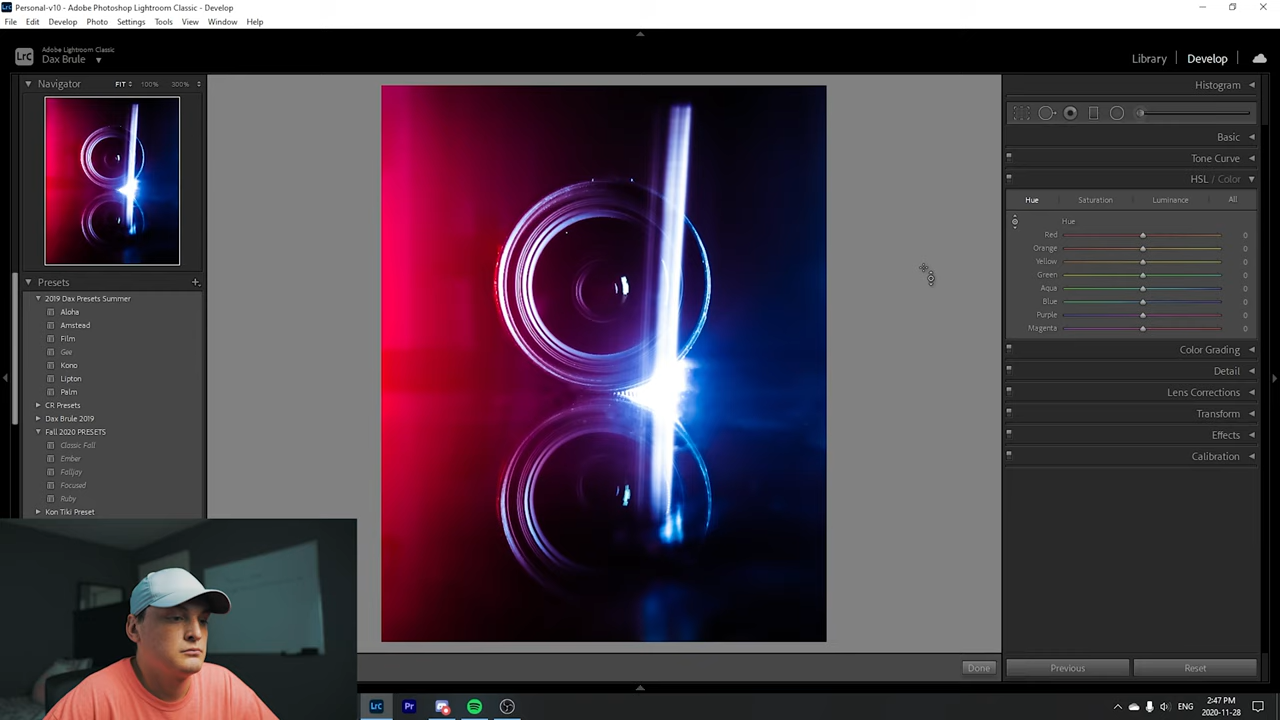 Personal-v10 - Adobe Photoshop Lightroom Classic - Develop
File Edit Develop Photo Settings Tools View Window Help
Lrc
Adobe Lightroom Classic
Dax Brule
Library Develop
Navigator FIT 100% 300%
Histogram
Basic
Tone Curve
HSL / Color
Hue Saturation Luminance All
Hue
Red 0
Orange 0
Yellow 0
Green 0
Aqua 0
Blue 0
Purple 0
Magenta 0
Color Grading
Detail
Lens Corrections
Transform
Effects
Calibration
Presets +
2019 Dax Presets Summer
Aloha
Amstead
Film
Gee
Kono
Lipton
Palm
CR Presets
Dax Brule 2019
Fall 2020 PRESETS
Classic Fall
Ember
Falljay
Focused
Ruby
Kon Tiki Preset
Done Previous Reset
Lrc Pr
ENG 2:47 PM
2020-11-28